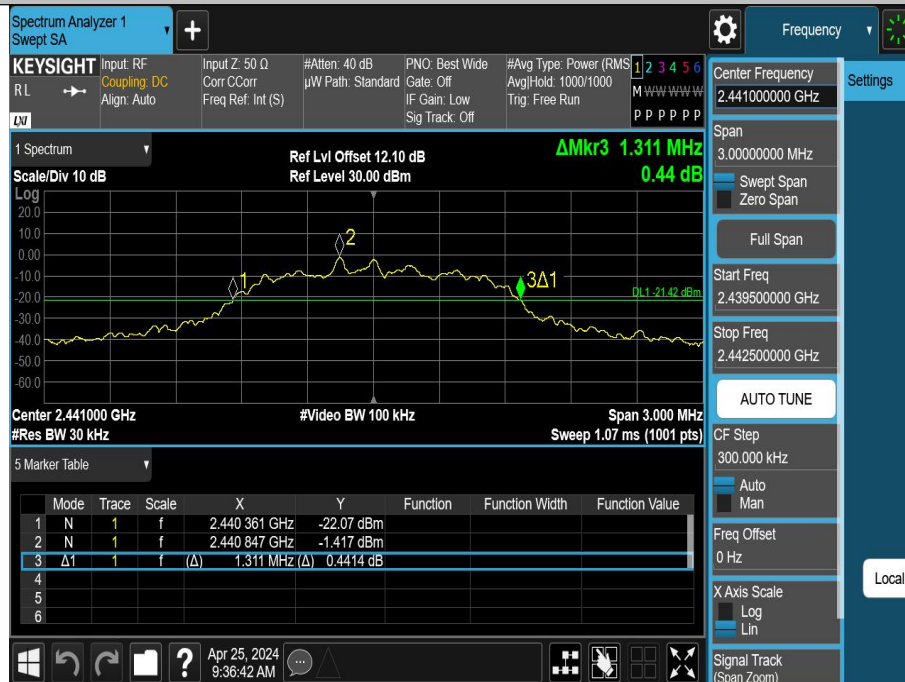 Spectrum Analyzer 1
Swept SA
+
Frequency
KEYSIGHT
RL
LXI
Input: RF
Coupling: DC
Align: Auto
Input Z: 50 Ω
Corr CCorr
Freq Ref: Int (S)
#Atten: 40 dB
µW Path: Standard
PNO: Best Wide
Gate: Off
IF Gain: Low
Sig Track: Off
#Avg Type: Power (RMS
Avg|Hold: 1000/1000
Trig: Free Run
1 2 3 4 5 6
M W W W W W
P P P P P P
1 Spectrum
Scale/Div 10 dB
Ref Lvl Offset 12.10 dB
Ref Level 30.00 dBm
ΔMkr3 1.311 MHz
0.44 dB
Log
20.0
10.0
0.00
-10.0
-20.0
-30.0
-40.0
-50.0
-60.0
1
2
3Δ1
DL1 -21.42 dBm
Center 2.441000 GHz
#Res BW 30 kHz
#Video BW 100 kHz
Span 3.000 MHz
Sweep 1.07 ms (1001 pts)
5 Marker Table
Mode Trace Scale X Y Function Function Width Function Value
1 N 1 f 2.440 361 GHz -22.07 dBm
2 N 1 f 2.440 847 GHz -1.417 dBm
3 Δ1 1 f (Δ) 1.311 MHz (Δ) 0.4414 dB
4
5
6
?
Apr 25, 2024
9:36:42 AM
Center Frequency
2.441000000 GHz
Settings
Span
3.00000000 MHz
Swept Span
Zero Span
Full Span
Start Freq
2.439500000 GHz
Stop Freq
2.442500000 GHz
AUTO TUNE
CF Step
300.000 kHz
Auto
Man
Freq Offset
0 Hz
Local
X Axis Scale
Log
Lin
Signal Track
(Span Zoom)